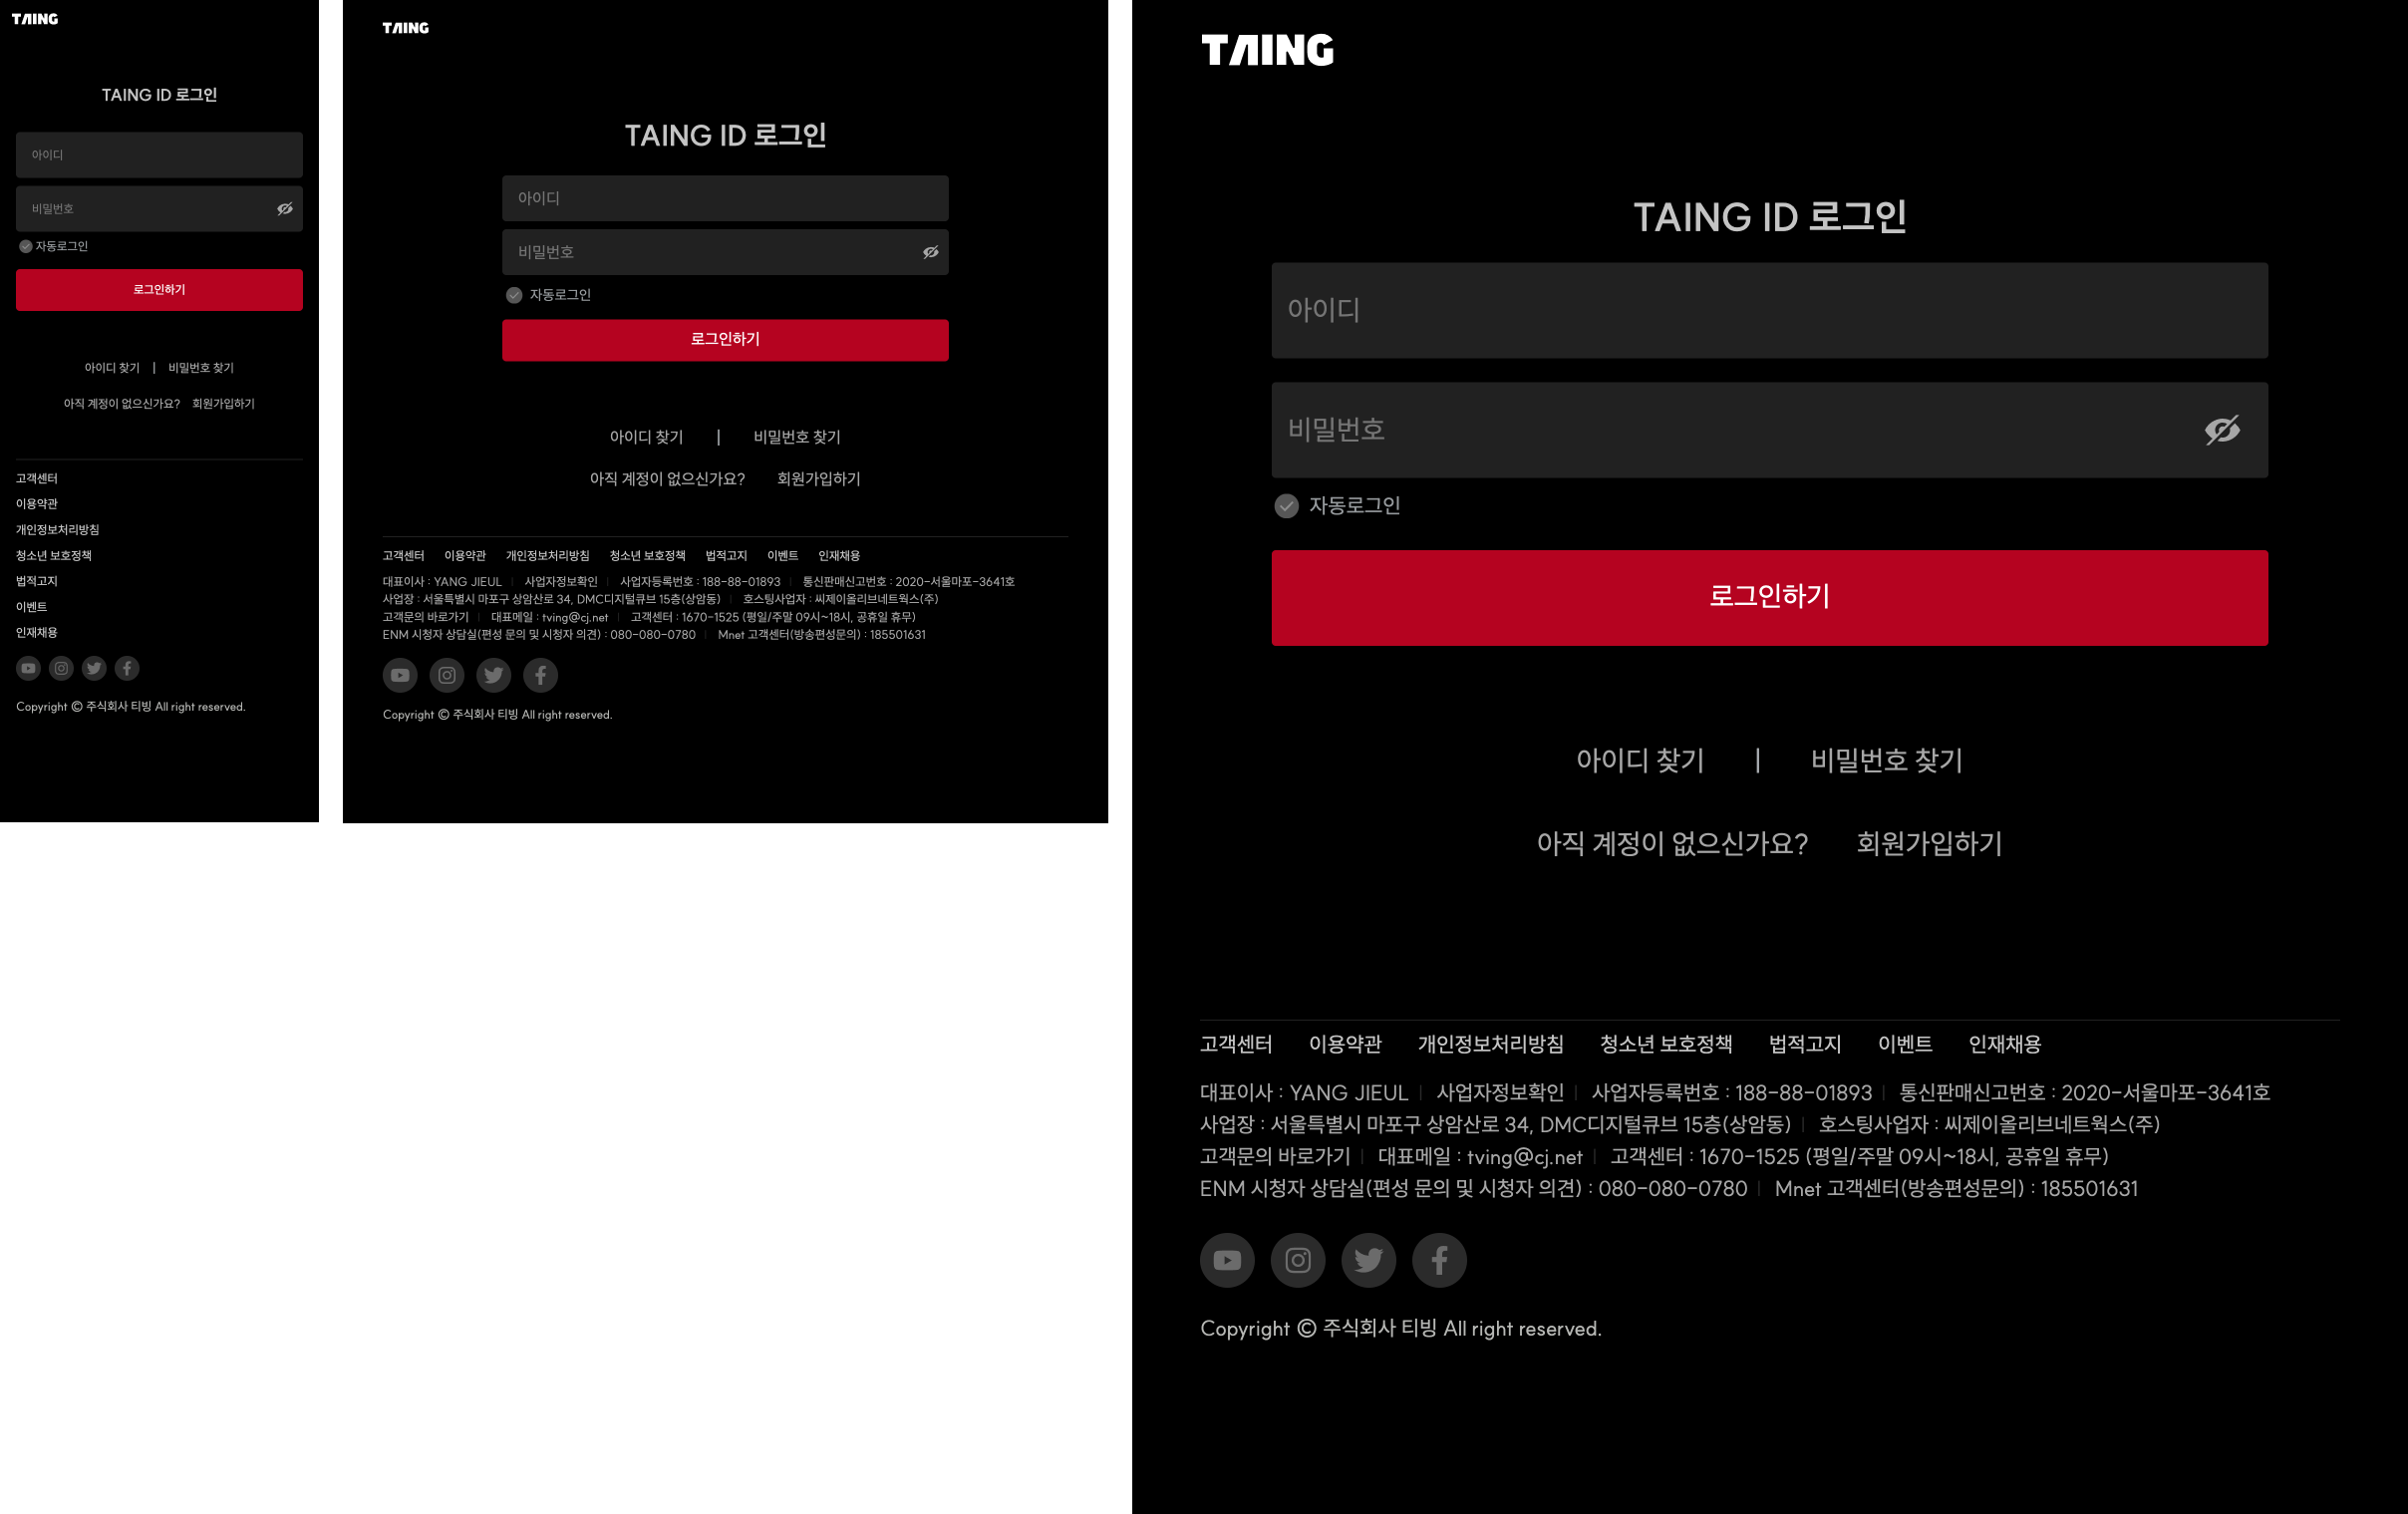 TAING
TAING ID 로그인
아이디
비밀번호
자동로그인
로그인하기
아이디 찾기 | 비밀번호 찾기
아직 계정이 없으신가요? 회원가입하기
고객센터
이용약관
개인정보처리방침
청소년 보호정책
법적고지
이벤트
인재채용
Copyright © 주식회사 티빙 All right reserved.
TAING
TAING ID 로그인
아이디
비밀번호
자동로그인
로그인하기
아이디 찾기 | 비밀번호 찾기
아직 계정이 없으신가요? 회원가입하기
고객센터 이용약관 개인정보처리방침 청소년 보호정책 법적고지 이벤트 인재채용
대표이사 : YANG JIEUL | 사업자정보확인 | 사업자등록번호 : 188-88-01893 | 통신판매신고번호 : 2020-서울마포-3641호
사업장 : 서울특별시 마포구 상암산로 34, DMC디지털큐브 15층(상암동) | 호스팅사업자 : 씨제이올리브네트웍스(주)
고객문의 바로가기 | 대표메일 : tving@cj.net | 고객센터 : 1670-1525 (평일/주말 09시~18시, 공휴일 휴무)
ENM 시청자 상담실(편성 문의 및 시청자 의견) : 080-080-0780 | Mnet 고객센터(방송편성문의) : 185501631
Copyright © 주식회사 티빙 All right reserved.
TAING
TAING ID 로그인
아이디
비밀번호
자동로그인
로그인하기
아이디 찾기 | 비밀번호 찾기
아직 계정이 없으신가요? 회원가입하기
고객센터 이용약관 개인정보처리방침 청소년 보호정책 법적고지 이벤트 인재채용
대표이사 : YANG JIEUL | 사업자정보확인 | 사업자등록번호 : 188-88-01893 | 통신판매신고번호 : 2020-서울마포-3641호
사업장 : 서울특별시 마포구 상암산로 34, DMC디지털큐브 15층(상암동) | 호스팅사업자 : 씨제이올리브네트웍스(주)
고객문의 바로가기 | 대표메일 : tving@cj.net | 고객센터 : 1670-1525 (평일/주말 09시~18시, 공휴일 휴무)
ENM 시청자 상담실(편성 문의 및 시청자 의견) : 080-080-0780 | Mnet 고객센터(방송편성문의) : 185501631
Copyright © 주식회사 티빙 All right reserved.